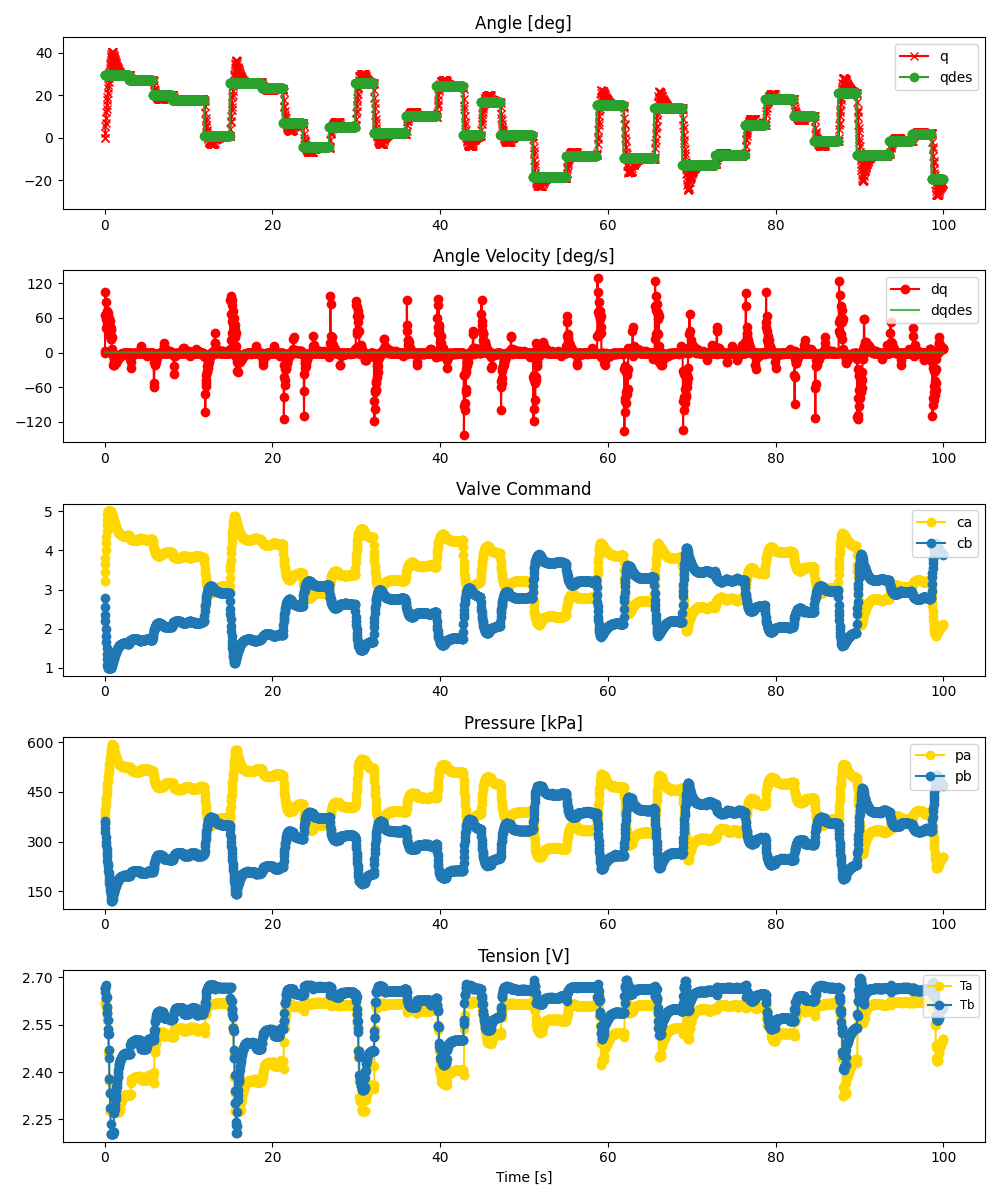 Angle [deg]
40
20
0
−20
q
qdes
0 20 40 60 80 100
Angle Velocity [deg/s]
120
60
0
−60
−120
dq
dqdes
0 20 40 60 80 100
Valve Command
5
4
3
2
1
ca
cb
0 20 40 60 80 100
Pressure [kPa]
600
450
300
150
pa
pb
0 20 40 60 80 100
Tension [V]
2.70
2.55
2.40
2.25
Ta
Tb
0 20 40 60 80 100
Time [s]